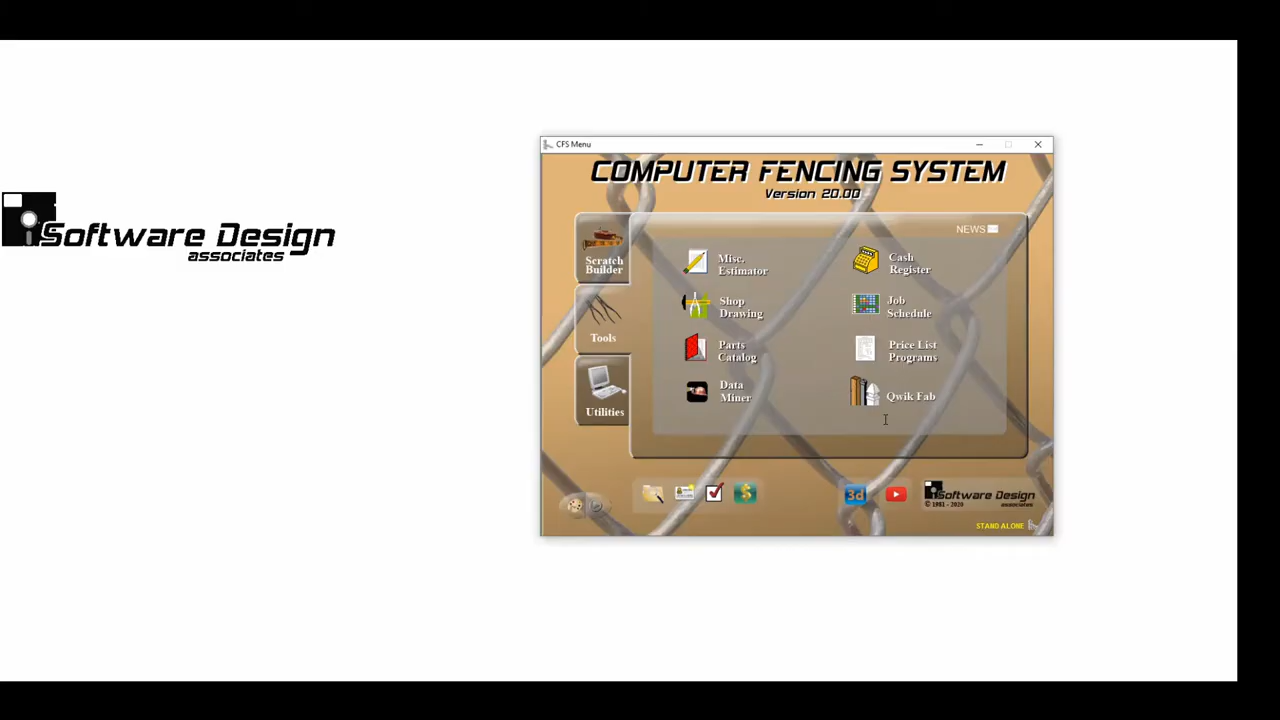 Software Design
associates
CFS Menu
COMPUTER FENCING SYSTEM
Version 20.00
NEWS
Scratch
Builder
Tools
Utilities
Misc.
Estimator
Cash
Register
Shop
Drawing
Job
Schedule
Parts
Catalog
Price List
Programs
Data
Miner
Qwik Fab
3d
Software Design
associates
© 1981 - 2020
STAND ALONE